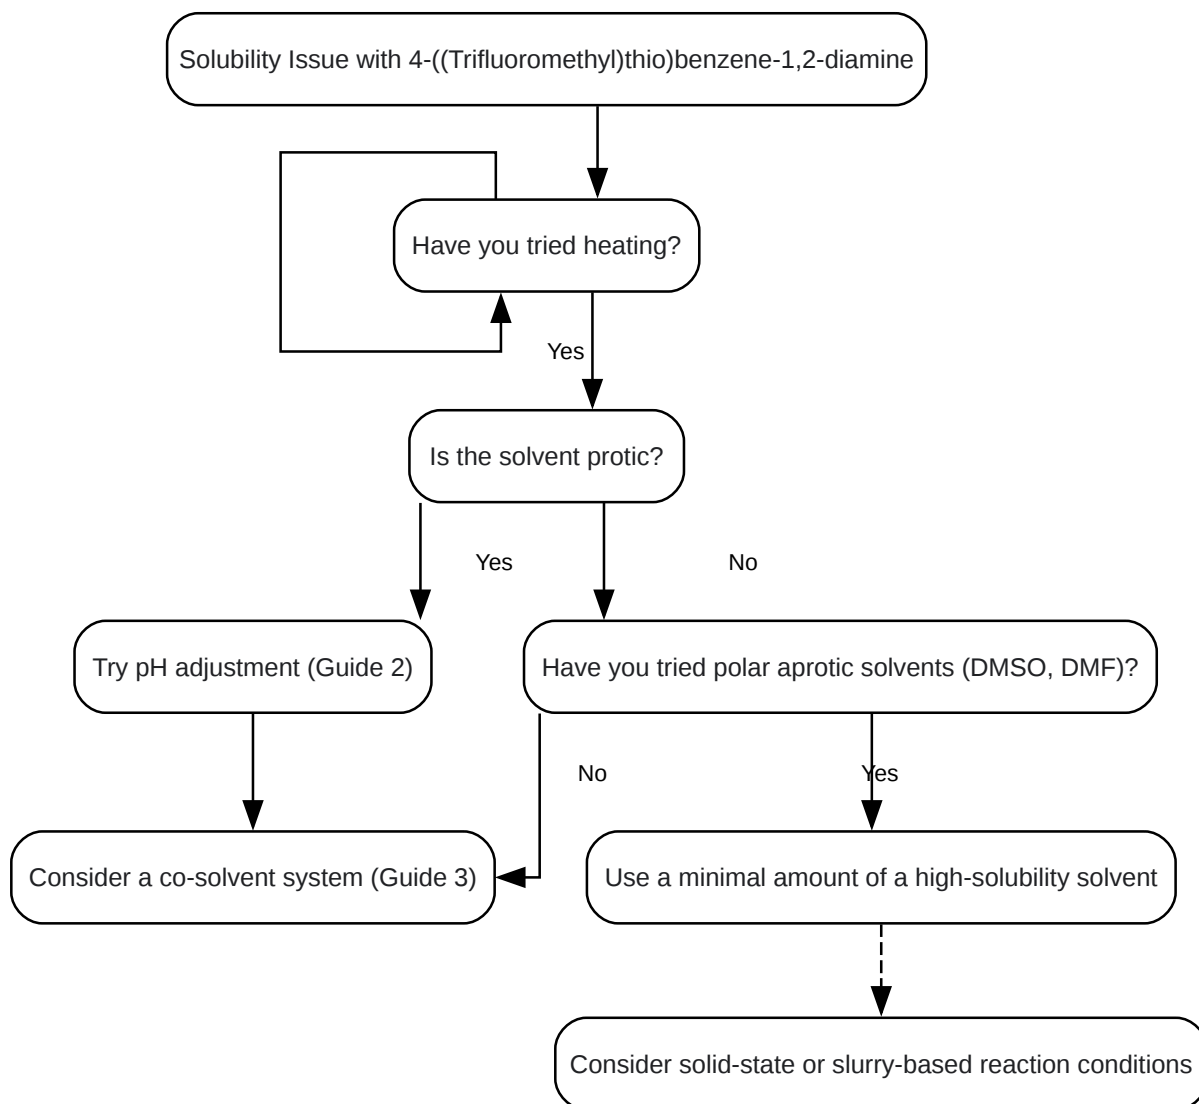 Solubility Issue with 4-((Trifluoromethyl)thio)benzene-1,2-diamine
Have you tried heating?
Yes
Is the solvent protic?
Yes
No
Try pH adjustment (Guide 2)
Have you tried polar aprotic solvents (DMSO, DMF)?
No
Yes
Consider a co-solvent system (Guide 3)
Use a minimal amount of a high-solubility solvent
Consider solid-state or slurry-based reaction conditions